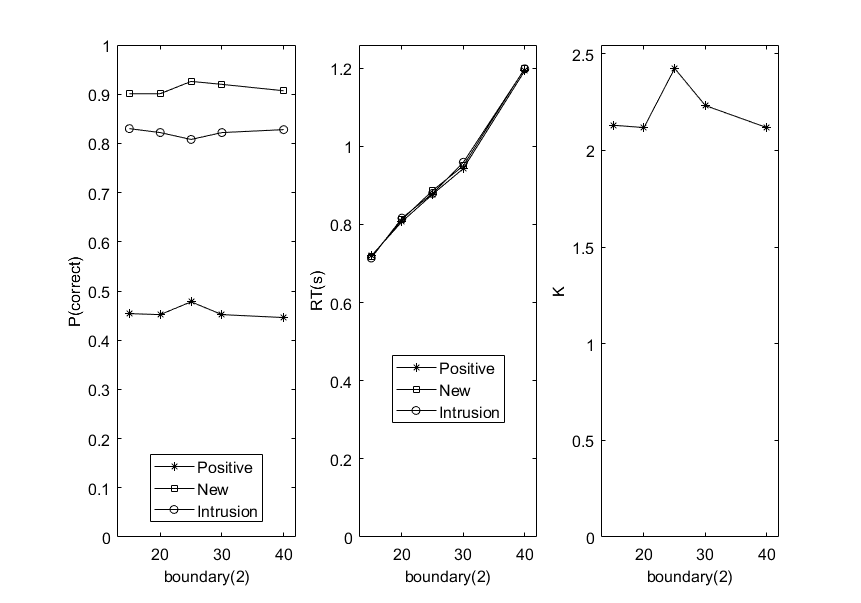 P(correct)
1
0.9
0.8
0.7
0.6
0.5
0.4
0.3
0.2
0.1
0
20 30 40
boundary(2)
Positive
New
Intrusion
RT(s)
1.2
1
0.8
0.6
0.4
0.2
0
20 30 40
boundary(2)
Positive
New
Intrusion
K
2.5
2
1.5
1
0.5
0
20 30 40
boundary(2)